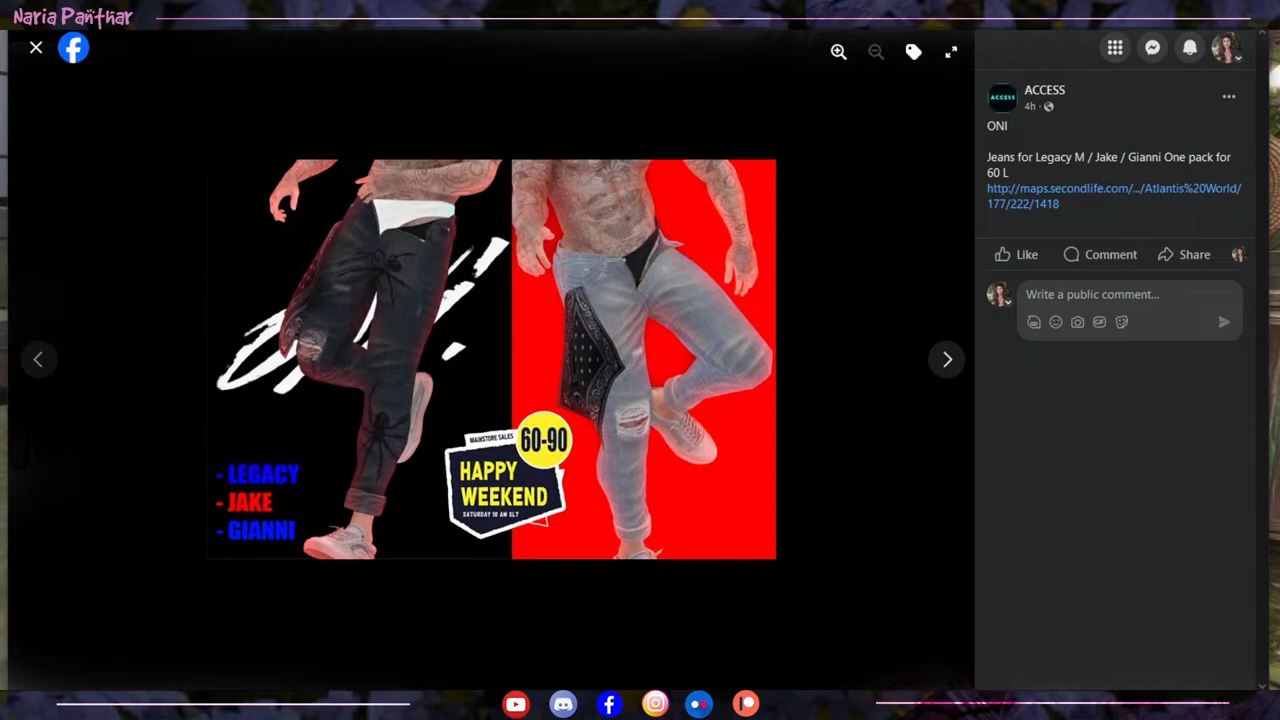 Naria Panthar
ACCESS
ACCESS
4h
ONI
Jeans for Legacy M / Jake / Gianni One pack for
60 L
http://maps.secondlife.com/.../Atlantis%20World/
177/222/1418
Like
Comment
Share
Write a public comment...
GIF
MAINSTORE SALES
60-90
HAPPY
WEEKEND
SATURDAY 10 AM SLT
- LEGACY
- JAKE
- GIANNI